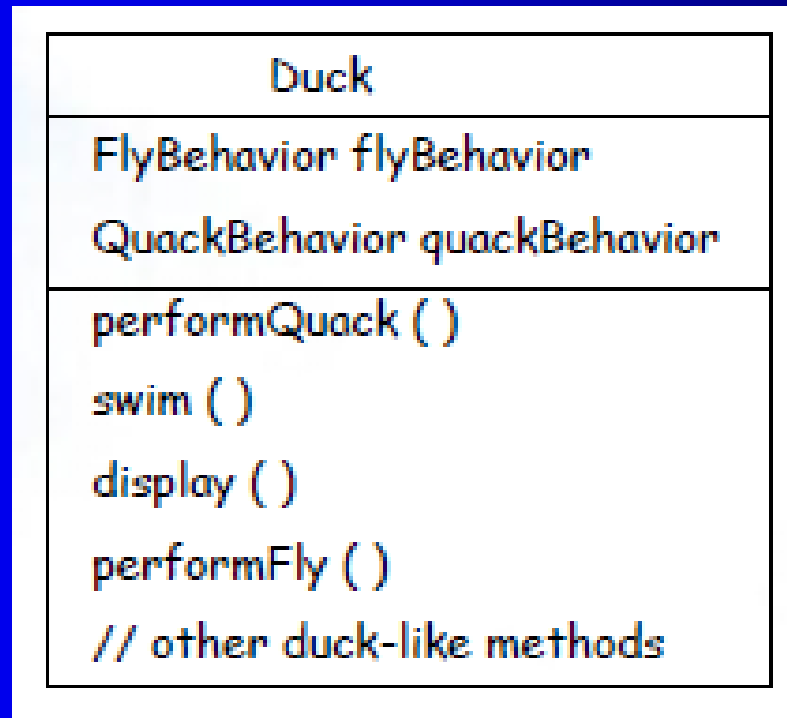 Duck
FlyBehavior flyBehavior
QuackBehavior quackBehavior
performQuack ( )
swim ( )
display ( )
performFly ( )
// other duck-like methods